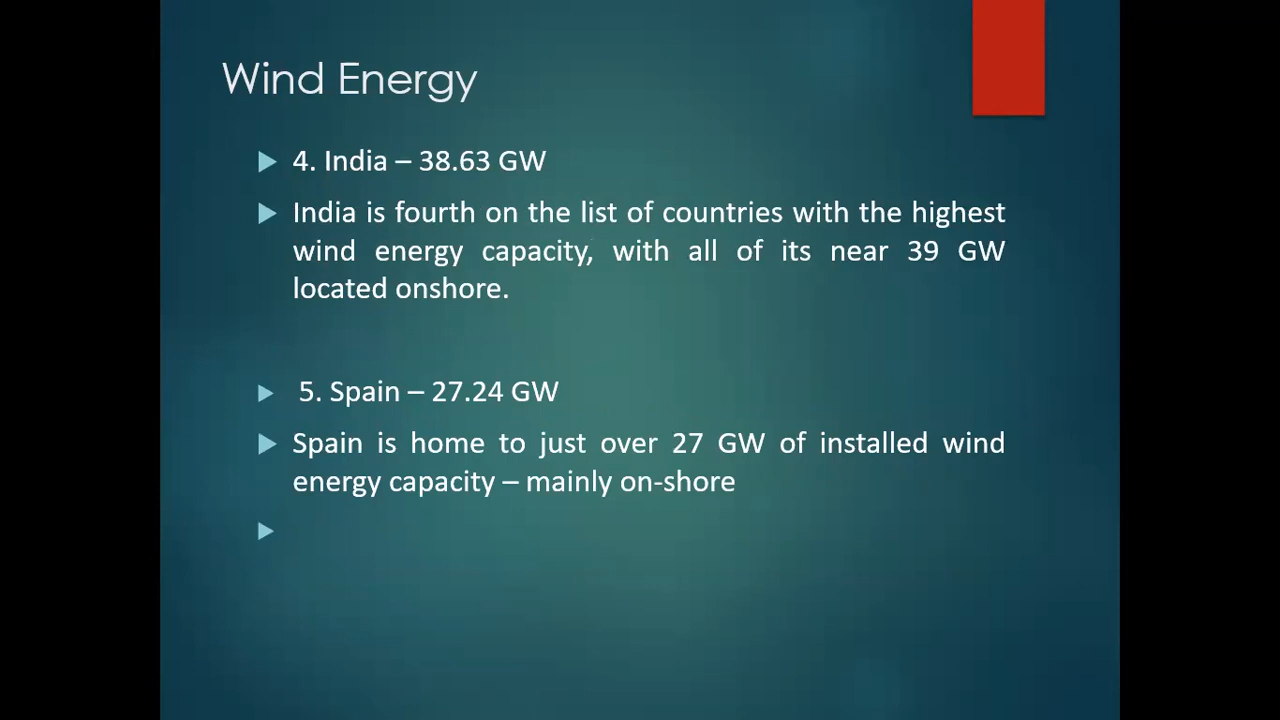 Wind Energy
4. India – 38.63 GW
India is fourth on the list of countries with the highest
wind energy capacity, with all of its near 39 GW
located onshore.
5. Spain – 27.24 GW
Spain is home to just over 27 GW of installed wind
energy capacity – mainly on-shore